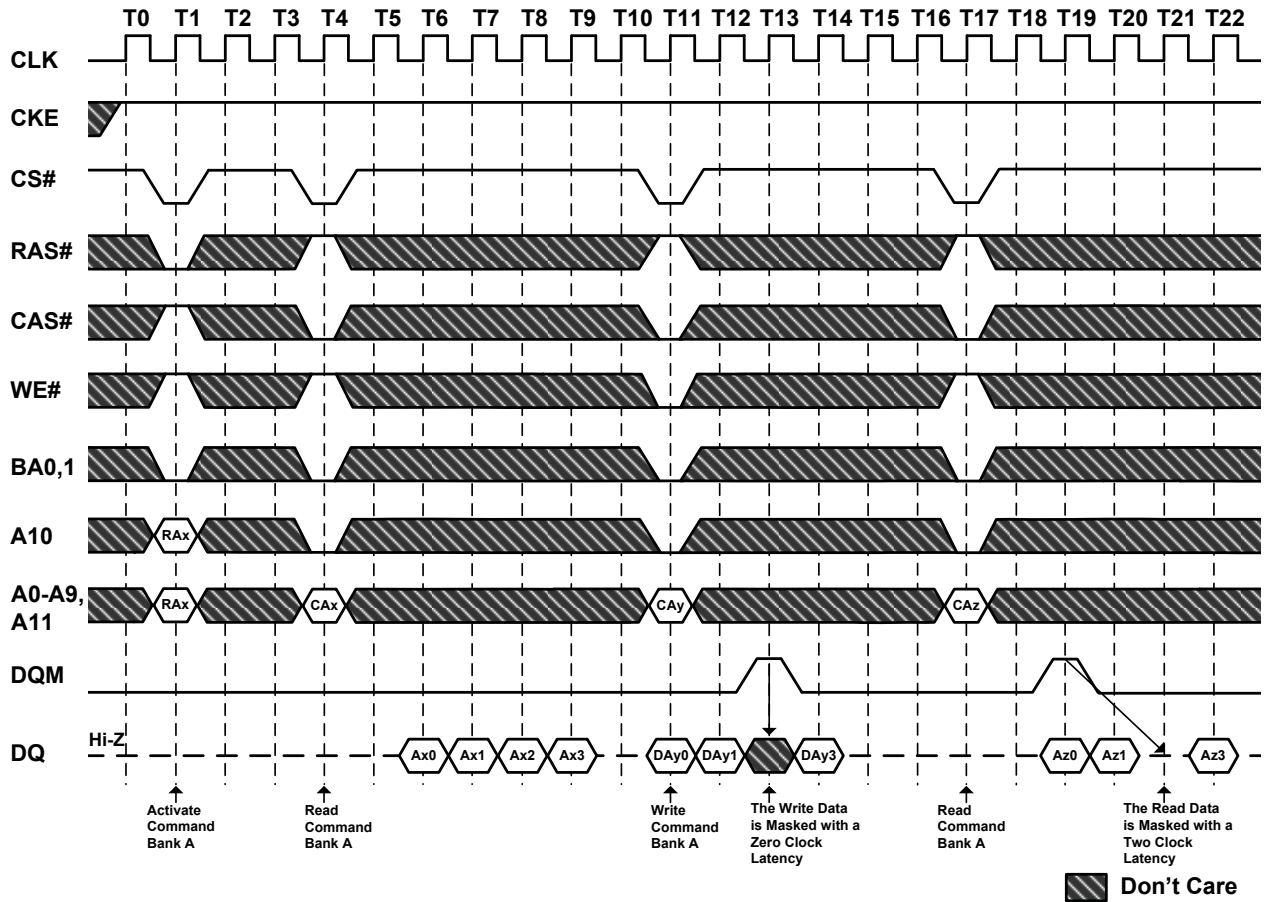 T0 T1 T2 T3 T4 T5 T6 T7 T8 T9 T10 T11 T12 T13 T14 T15 T16 T17 T18 T19 T20 T21 T22
CLK
CKE
CS#
RAS#
CAS#
WE#
BA0,1
A10
RAx
A0-A9,
A11
RAx CAx CAy CAz
DQM
DQ
Hi-Z
Ax0 Ax1 Ax2 Ax3 DAy0 DAy1 DAy3 Az0 Az1 Az3
Activate
Command
Bank A
Read
Command
Bank A
Write
Command
Bank A
The Write Data
is Masked with a
Zero Clock
Latency
Read
Command
Bank A
The Read Data
is Masked with a
Two Clock
Latency
Don't Care